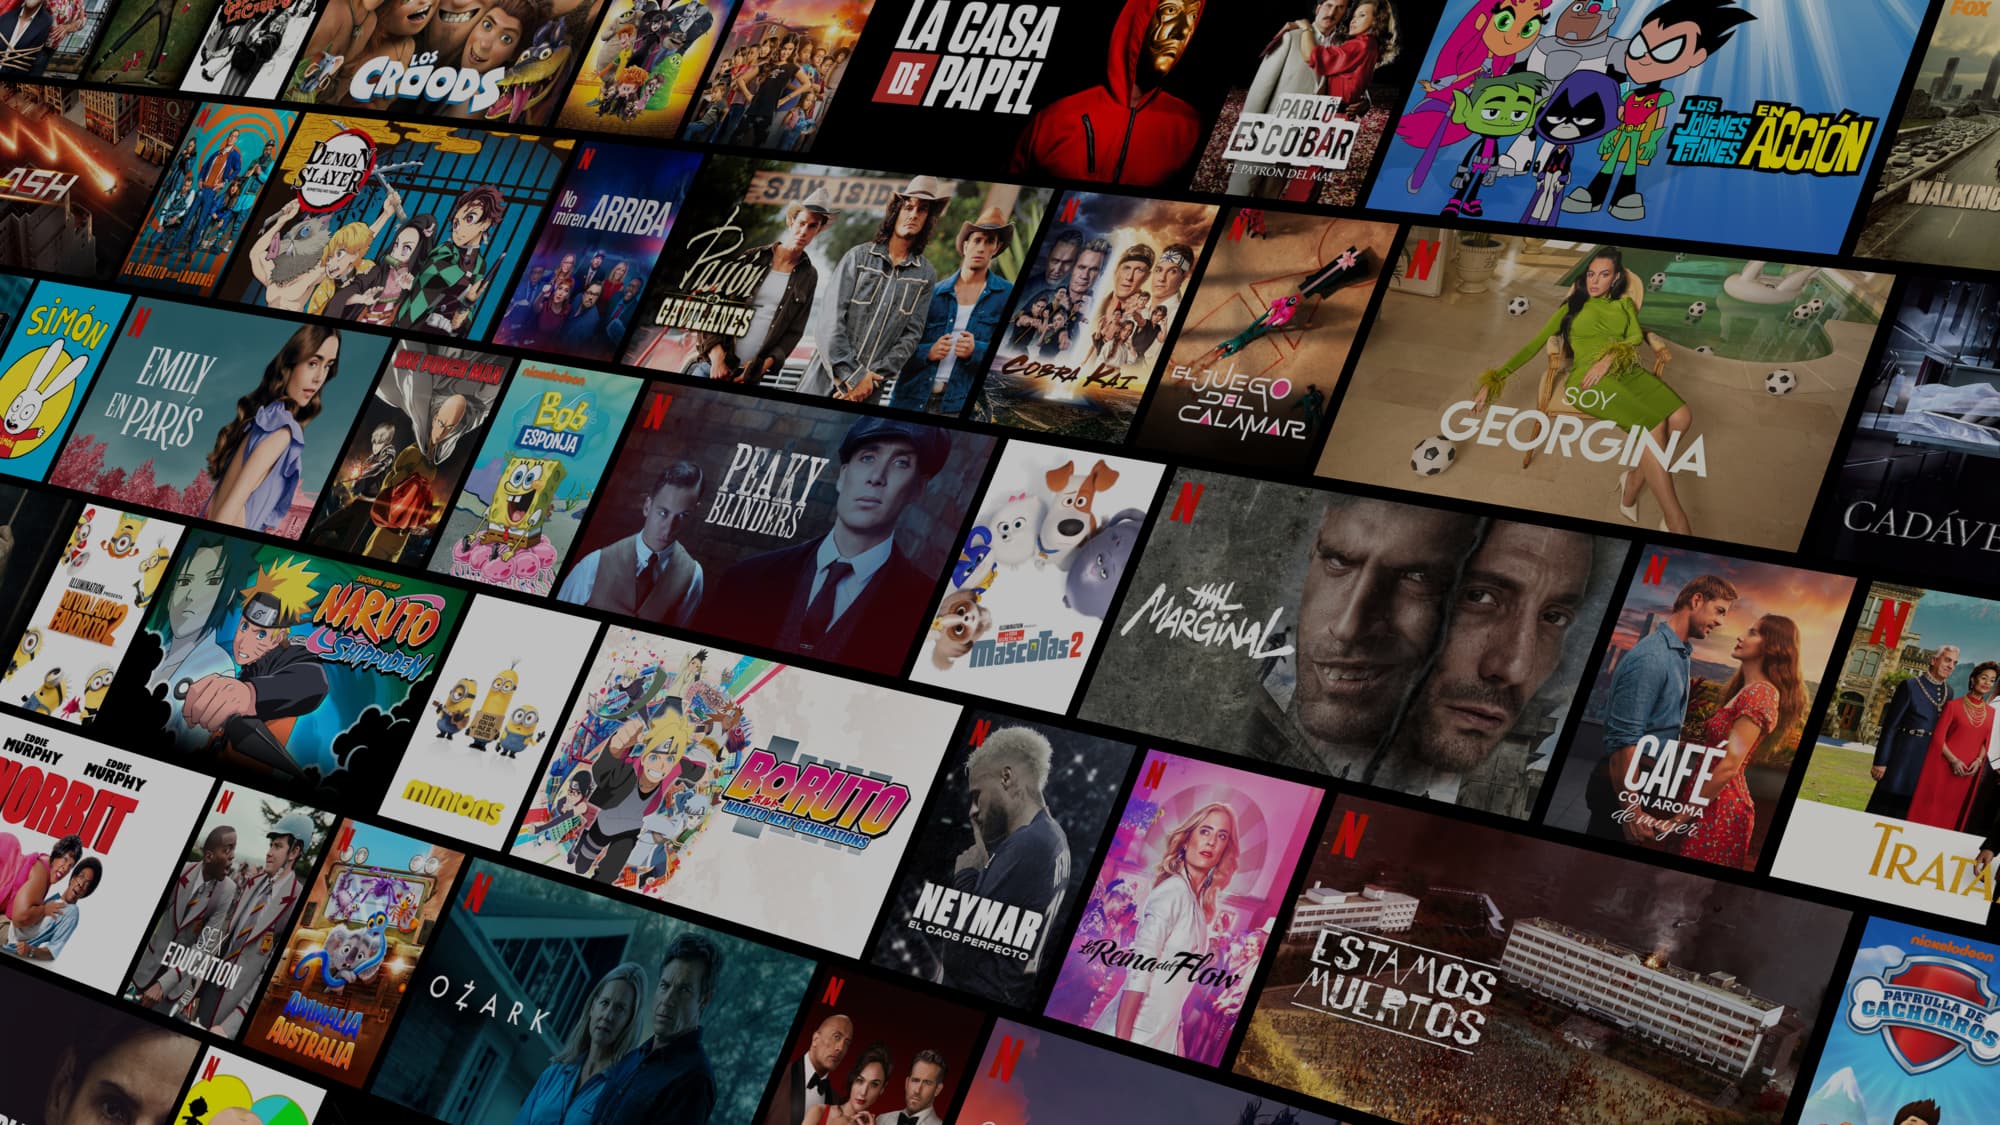 LOS
CROODS
LA CASA
DE PAPEL
PABLO
ESCOBAR
EL PATRÓN DEL MAL
LOS
JÓVENES
TITANES
EN
ACCIÓN
FOX
THE
WALKING
ASH
N
EL EJÉRCITO DE LOS LADRONES
DEMON
SLAYER
N
No
miren ARRIBA
SAN ISIDRO
Pasión
DE
GAVILANES
N
COBRA KAI
N
EL JUEGO
DEL
CALAMAR
N
SOY
GEORGINA
CADÁVE
SIMÓN
SIMÓN
N
EMILY
EN PARÍS
ONE PUNCH MAN
nickelodeon
Bob
ESPONJA
N
PEAKY
BLINDERS
ILLUMINATION
MASCOTAS 2
N
MARGINAL
N
CAFÉ
CON AROMA
de mujer
N
TRATA
ILLUMINATION PRESENTA
FAVORITO 2
SHONEN JUMP
NARUTO
SHIPPUDEN
minions
BORUTO
NARUTO NEXT GENERATIONS
N
NEYMAR
EL CAOS PERFECTO
N
La Reina del Flow
N
ESTAMOS
MUERTOS
nickelodeon
PATRULLA DE
CACHORROS
EDDIE
MURPHY
EDDIE
MURPHY
NORBIT
N
SEX
EDUCATION
N
ANIMALIA
AUSTRALIA
N
OZARK
N
N
N